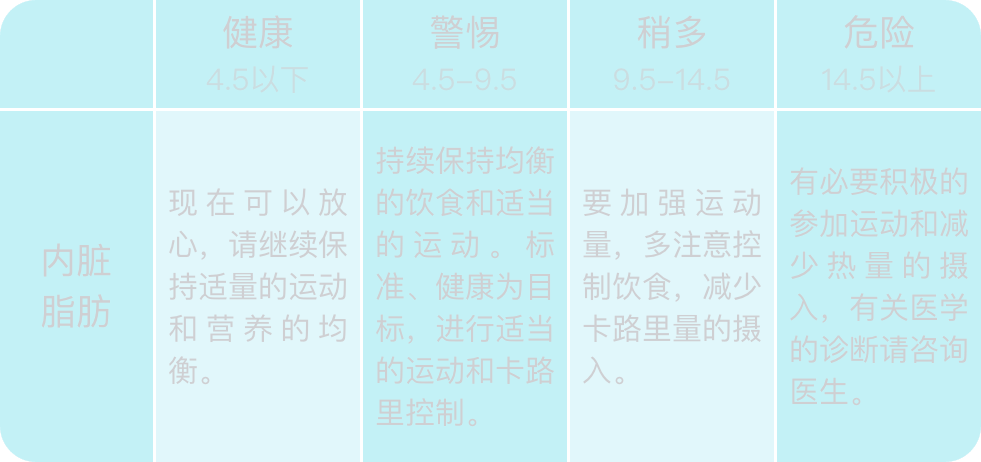 健康
4.5以下
警惕
4.5–9.5
稍多
9.5–14.5
危险
14.5以上
内脏
脂肪
现在可以放
心，请继续保
持适量的运动
和营养的均
衡。
持续保持均衡
的饮食和适当
的运动。标
准、健康为目
标，进行适当
的运动和卡路
里控制。
要加强运动
量，多注意控
制饮食，减少
卡路里量的摄
入。
有必要积极的
参加运动和减
少热量的摄
入，有关医学
的诊断请咨询
医生。